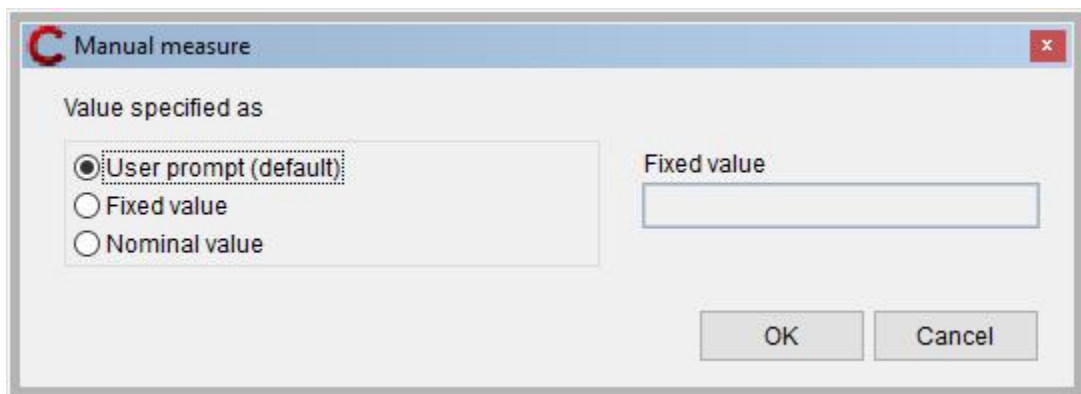 Manual measure
Value specified as
User prompt (default)
Fixed value
Nominal value
Fixed value
OK
Cancel